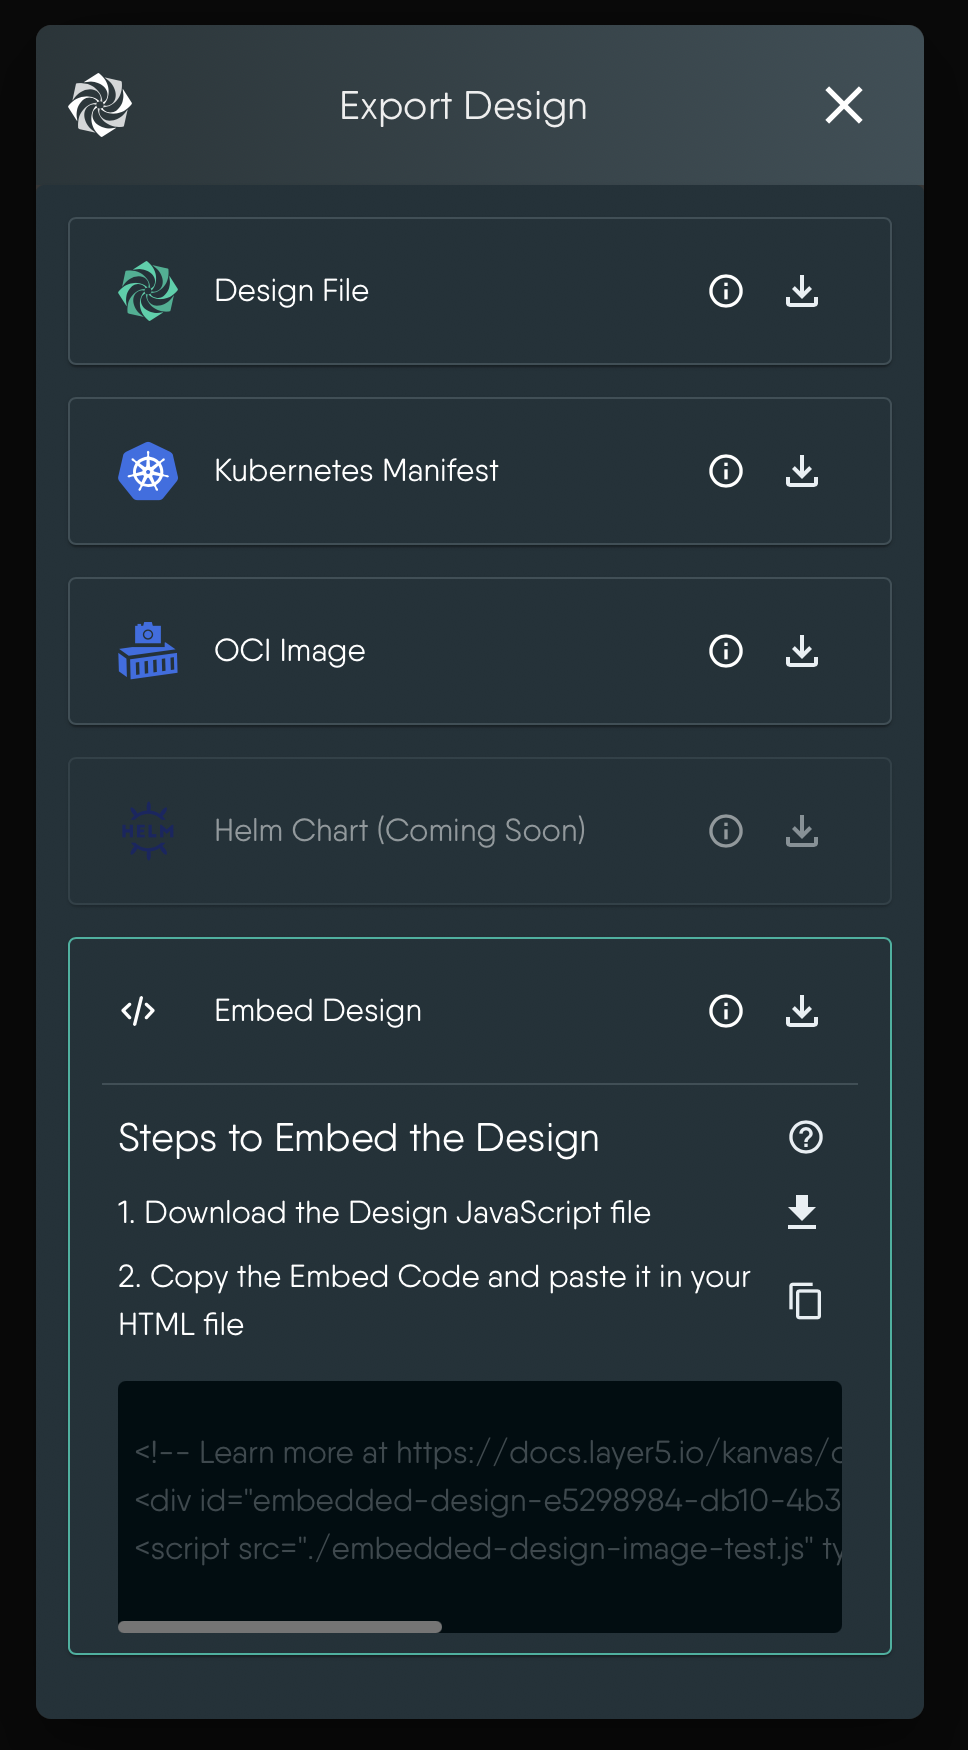 Export Design
Design File
Kubernetes Manifest
OCI Image
HELM
Helm Chart (Coming Soon)
</> Embed Design
Steps to Embed the Design
1. Download the Design JavaScript file
2. Copy the Embed Code and paste it in your
HTML file
<!-- Learn more at https://docs.layer5.io/kanvas/
<div id="embedded-design-e5298984-db10-4b3
<script src="./embedded-design-image-test.js" ty